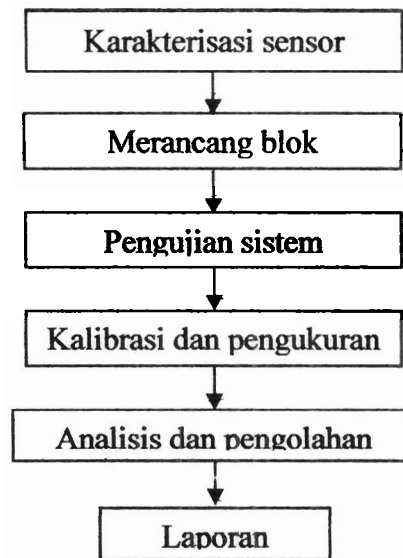 Karakterisasi sensor
Merancang blok
Pengujian sistem
Kalibrasi dan pengukuran
Analisis dan pengolahan
Laporan